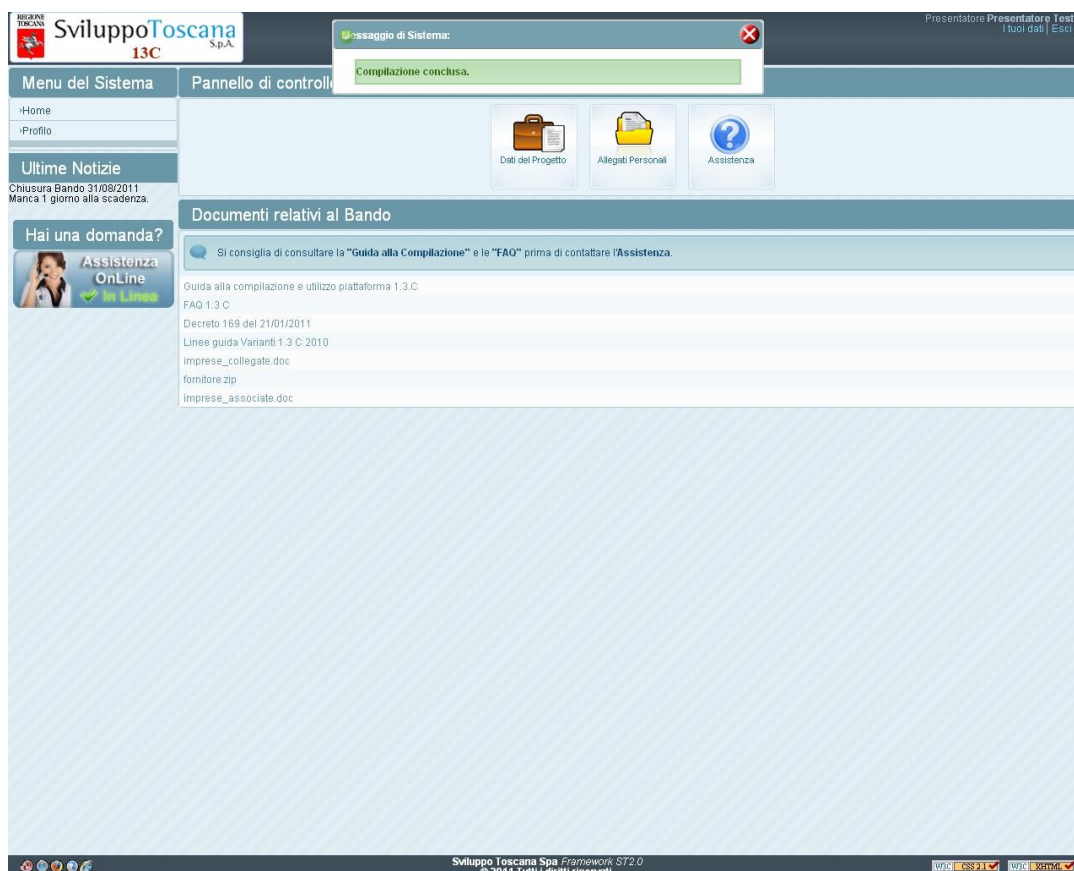 REGIONE
TOSCANA
SviluppoToscana
S.p.A.
13C
Messaggio di Sistema:
Compilazione conclusa.
Presentatore Presentatore Test
I tuoi dati | Esci
Menu del Sistema
Pannello di controllo
›Home
›Profilo
Dati del Progetto
Allegati Personali
Assistenza
Ultime Notizie
Chiusura Bando 31/08/2011
Manca 1 giorno alla scadenza.
Hai una domanda?
Assistenza
OnLine
In Linea
Documenti relativi al Bando
Si consiglia di consultare la "Guida alla Compilazione" e le "FAQ" prima di contattare l'Assistenza.
Guida alla compilazione e utilizzo piattaforma 1.3.C
FAQ 1.3 C
Decreto 169 del 21/01/2011
Linee guida Varianti 1.3 C 2010
imprese_collegate.doc
fornitore.zip
imprese_associate.doc
Sviluppo Toscana Spa Framework ST2.0
© 2011 Tutti i diritti riservati
W3C CSS 2.1
W3C XHTML